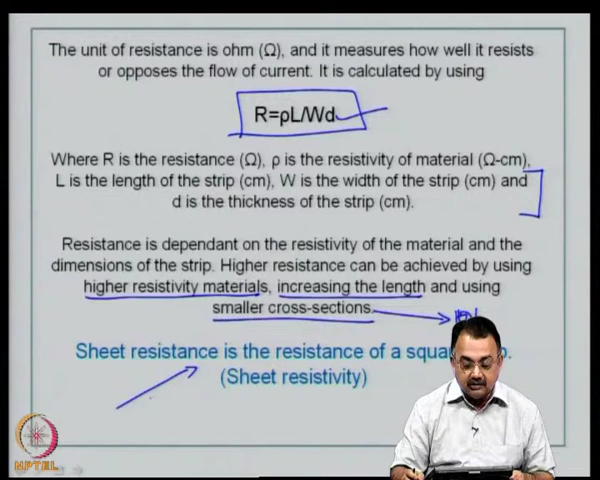 The unit of resistance is ohm (Ω), and it measures how well it resists
or opposes the flow of current. It is calculated by using
R=ρL/Wd
Where R is the resistance (Ω), ρ is the resistivity of material (Ω-cm),
L is the length of the strip (cm), W is the width of the strip (cm) and
d is the thickness of the strip (cm).
Resistance is dependant on the resistivity of the material and the
dimensions of the strip. Higher resistance can be achieved by using
higher resistivity materials, increasing the length and using
smaller cross-sections.
Sheet resistance is the resistance of a
(Sheet resistivity)
NPTEL